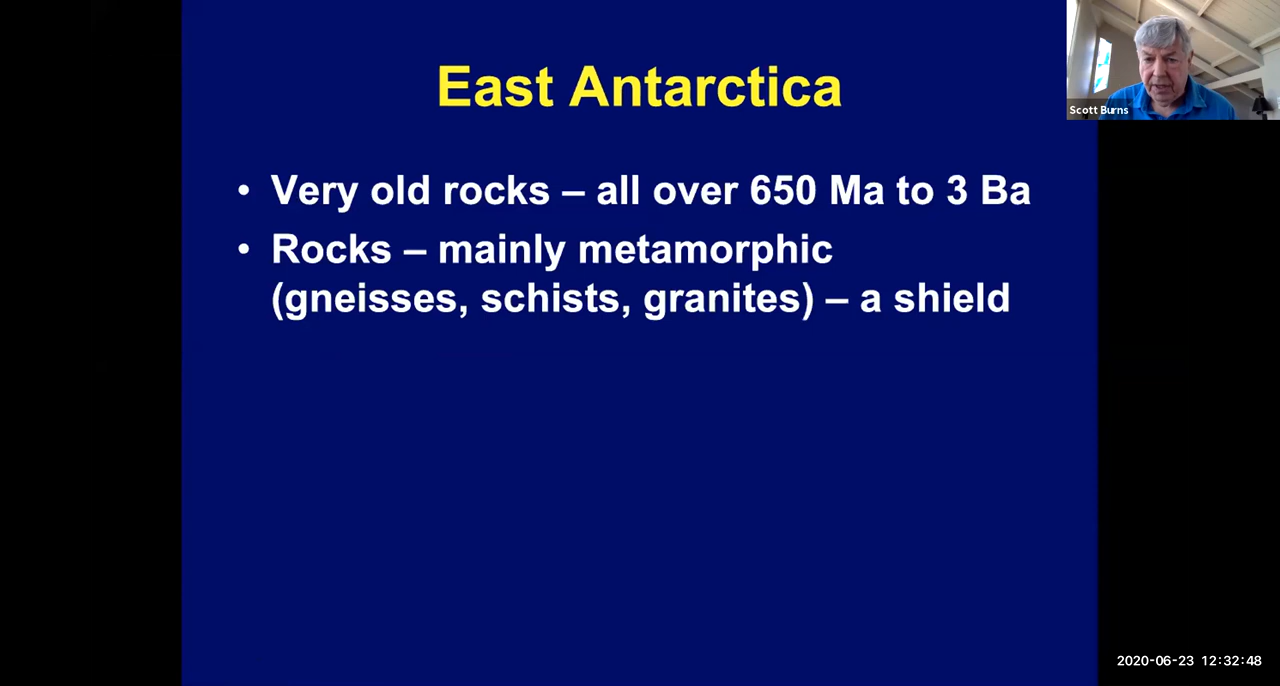 East Antarctica
Scott Burns
• Very old rocks – all over 650 Ma to 3 Ba
• Rocks – mainly metamorphic
(gneisses, schists, granites) – a shield
2020-06-23 12:32:48